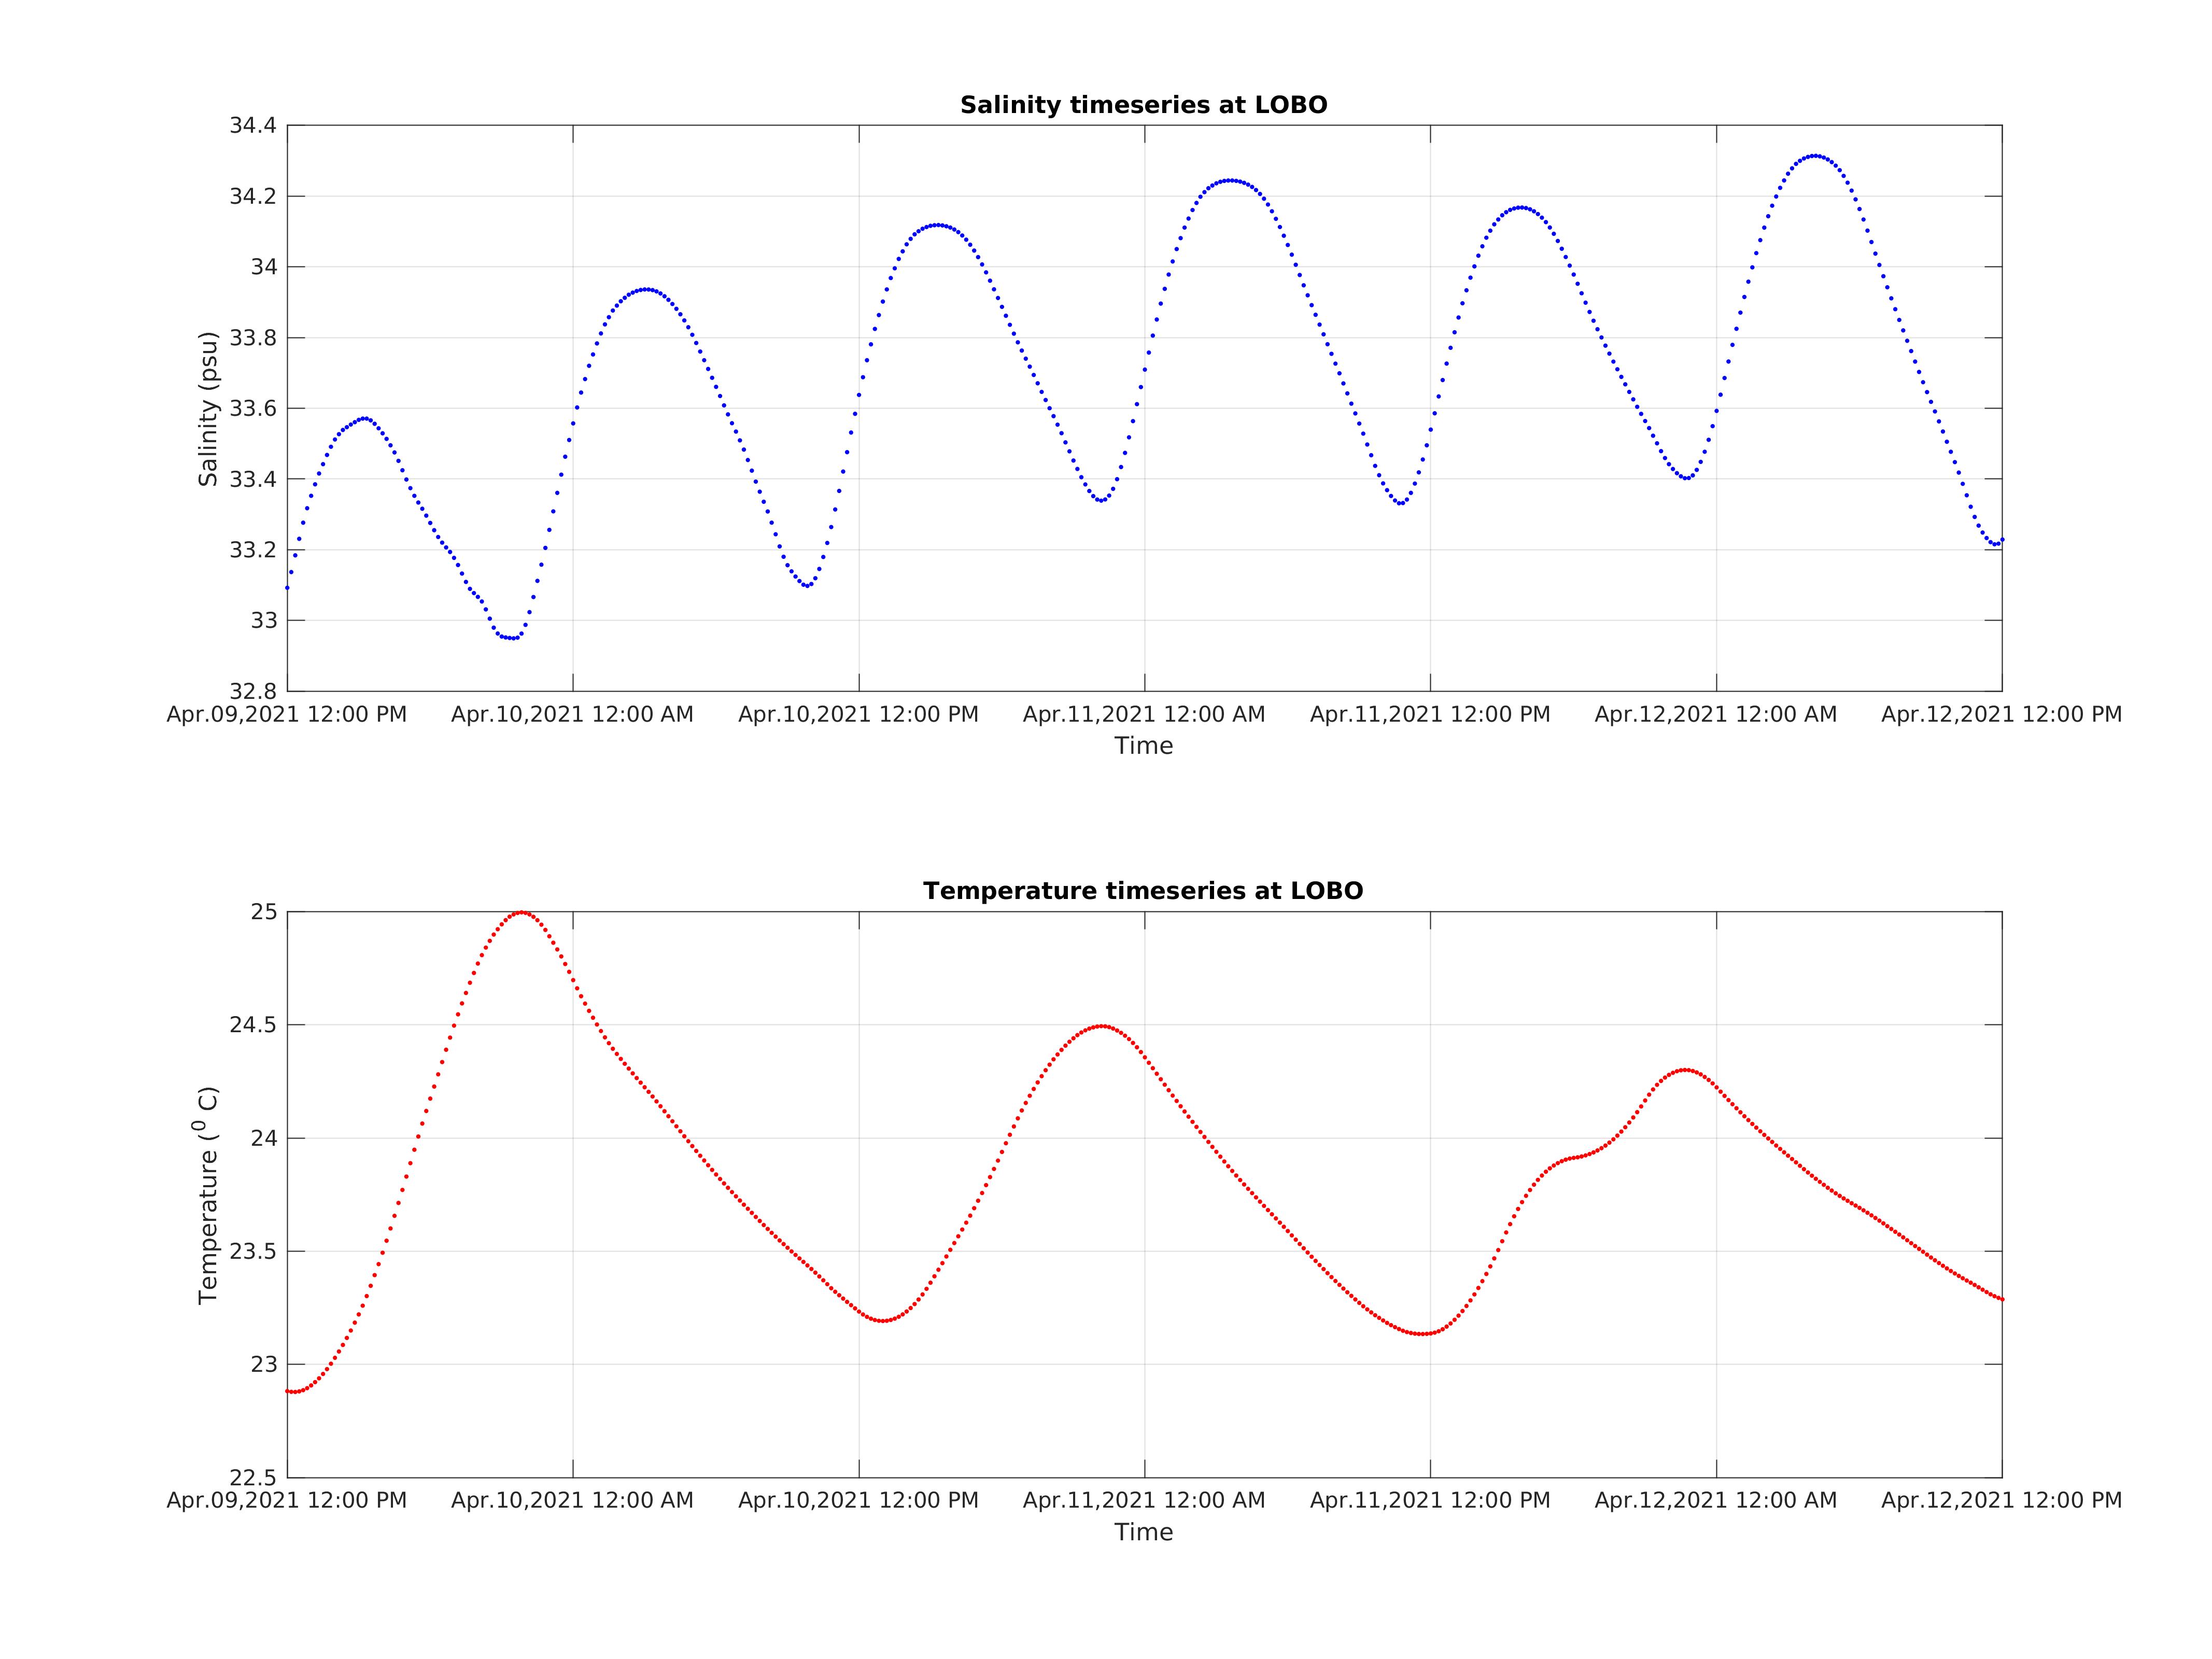 Salinity timeseries at LOBO
34.4
34.2
34
33.8
33.6
33.4
33.2
33
32.8
Salinity (psu)
Apr.09,2021 12:00 PM Apr.10,2021 12:00 AM Apr.10,2021 12:00 PM Apr.11,2021 12:00 AM Apr.11,2021 12:00 PM Apr.12,2021 12:00 AM Apr.12,2021 12:00 PM
Time
Temperature timeseries at LOBO
25
24.5
24
23.5
23
22.5
Temperature (⁰ C)
Apr.09,2021 12:00 PM Apr.10,2021 12:00 AM Apr.10,2021 12:00 PM Apr.11,2021 12:00 AM Apr.11,2021 12:00 PM Apr.12,2021 12:00 AM Apr.12,2021 12:00 PM
Time